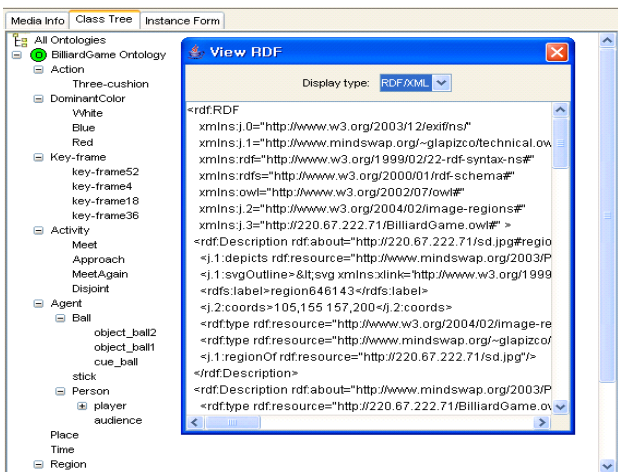 Media Info
Class Tree
Instance Form
All Ontologies
BilliardGame Ontology
Action
Three-cushion
DominantColor
White
Blue
Red
Key-frame
key-frame52
key-frame4
key-frame18
key-frame36
Activity
Meet
Approach
MeetAgain
Disjoint
Agent
Ball
object_ball2
object_ball1
cue_ball
stick
Person
player
audience
Place
Time
Region
View RDF
Display type: RDF/XML
<rdf:RDF
xmlns:j.0="http://www.w3.org/2003/12/exif/ns/"
xmlns:j.1="http://www.mindswap.org/~glapizco/technical.ow
xmlns:rdf="http://www.w3.org/1999/02/22-rdf-syntax-ns#"
xmlns:rdfs="http://www.w3.org/2000/01/rdf-schema#"
xmlns:owl="http://www.w3.org/2002/07/owl#"
xmlns:j.2="http://www.w3.org/2004/02/image-regions#"
xmlns:j.3="http://220.67.222.71/BilliardGame.owl#" >
<rdf:Description rdf:about="http://220.67.222.71/sd.jpg#regio
<j.1:depicts rdf:resource="http://www.mindswap.org/2003/P
<j.1:svgOutline>&lt;svg xmlns:xlink='http://www.w3.org/1999
<rdfs:label>region646143</rdfs:label>
<j.2:coords>105,155 157,200</j.2:coords>
<rdf:type rdf:resource="http://www.w3.org/2004/02/image-re
<rdf:type rdf:resource="http://www.mindswap.org/~glapizco/
<j.1:regionOf rdf:resource="http://220.67.222.71/sd.jpg"/>
</rdf:Description>
<rdf:Description rdf:about="http://www.mindswap.org/2003/P
<rdf:type rdf:resource="http://220.67.222.71/BilliardGame.ov